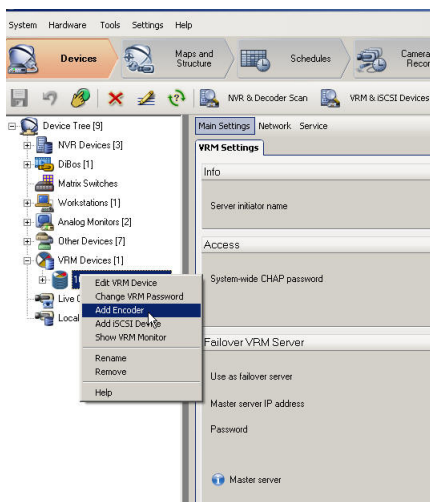 System Hardware Tools Settings Help
Devices
Maps and Structure
Schedules
Camera
Recor
NVR & Decoder Scan
VRM & iSCSI Devices
Device Tree [9]
NVR Devices [3]
DiBos [1]
Matrix Switches
Workstations [1]
Analog Monitors [2]
Other Devices [7]
VRM Devices [1]
1
Live
Local
Edit VRM Device
Change VRM Password
Add Encoder
Add iSCSI Device
Show VRM Monitor
Rename
Remove
Help
Main Settings Network Service
VRM Settings
Info
Server initiator name
Access
System-wide CHAP password
Failover VRM Server
Use as failover server
Master server IP address
Password
Master server